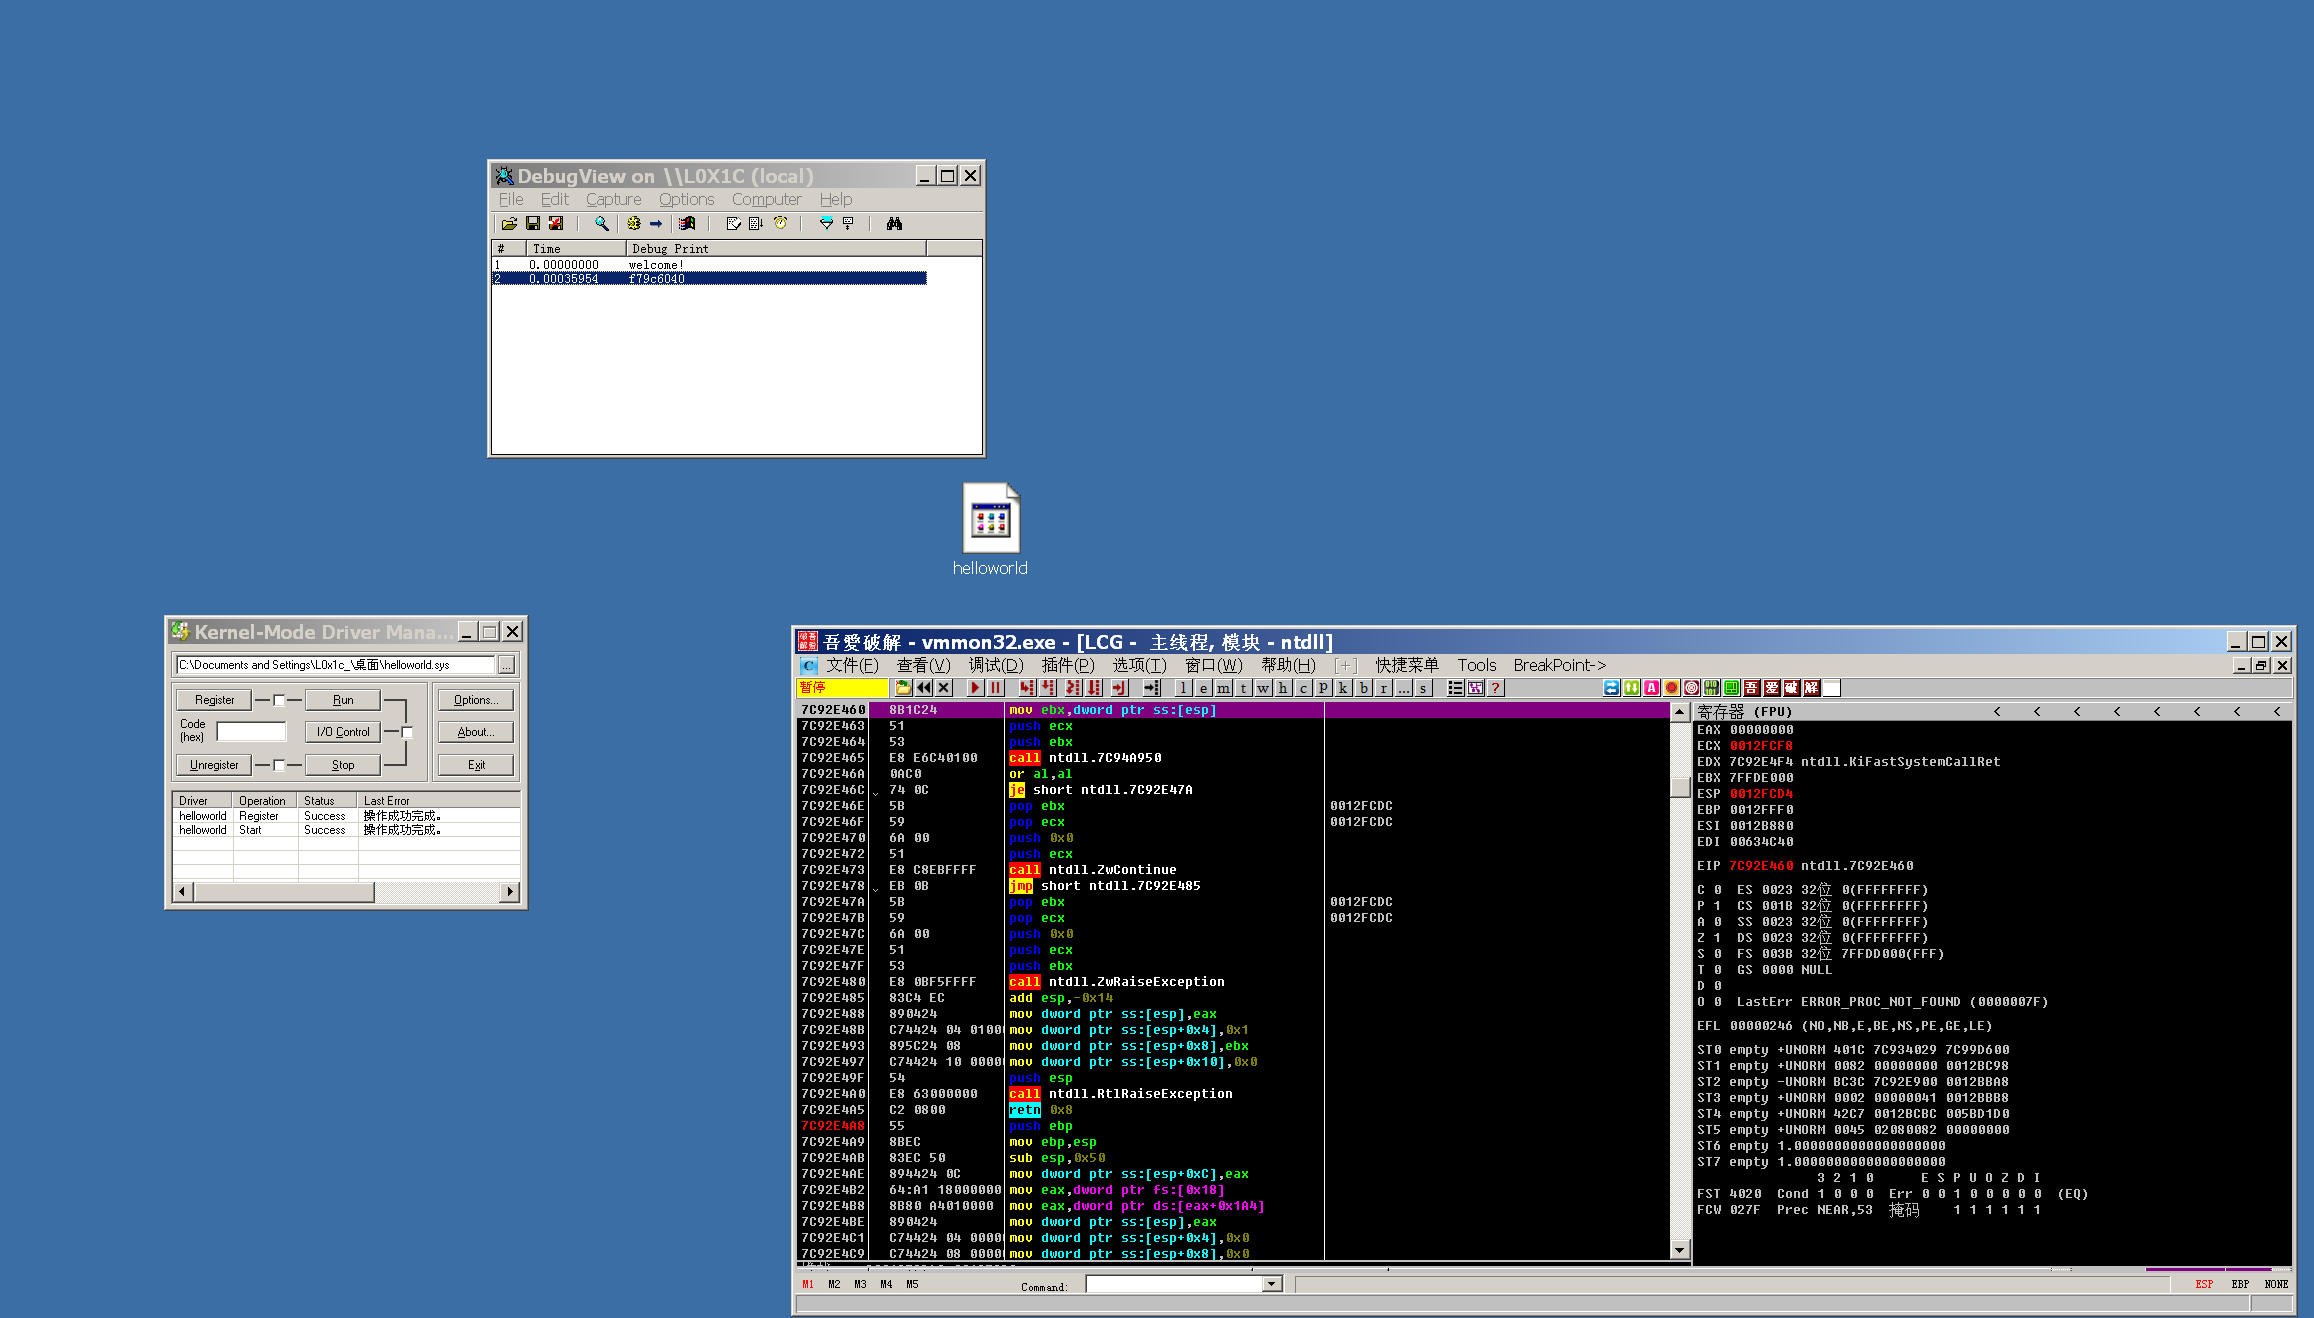 DebugView on \\L0X1C (local)
File Edit Capture Options Computer Help
# Time Debug Print
1 0.00000000 welcome!
2 0.00035954 f79c6040
helloworld
Kernel-Mode Driver Mana...
C:\Documents and Settings\L0x1c_\桌面\helloworld.sys ...
Register Run Options...
Code (hex) I/O Control About...
Unregister Stop Exit
Driver Operation Status Last Error
helloworld Register Success 操作成功完成。
helloworld Start Success 操作成功完成。
吾愛破解 - vmmon32.exe - [LCG - 主线程, 模块 - ntdll]
文件(F) 查看(V) 调试(D) 插件(P) 选项(T) 窗口(W) 帮助(H) [+] 快捷菜单 Tools BreakPoint->
暂停 l e m t w h c p k b r ... s ? 吾 爱 破 解
7C92E460 8B1C24 mov ebx,dword ptr ss:[esp]
7C92E463 51 push ecx
7C92E464 53 push ebx
7C92E465 E8 E6C40100 call ntdll.7C94A950
7C92E46A 0AC0 or al,al
7C92E46C 74 0C je short ntdll.7C92E47A
7C92E46E 5B pop ebx 0012FCDC
7C92E46F 59 pop ecx 0012FCDC
7C92E470 6A 00 push 0x0
7C92E472 51 push ecx
7C92E473 E8 C8EBFFFF call ntdll.ZwContinue
7C92E478 EB 0B jmp short ntdll.7C92E485
7C92E47A 5B pop ebx 0012FCDC
7C92E47B 59 pop ecx 0012FCDC
7C92E47C 6A 00 push 0x0
7C92E47E 51 push ecx
7C92E47F 53 push ebx
7C92E480 E8 0BF5FFFF call ntdll.ZwRaiseException
7C92E485 83C4 EC add esp,-0x14
7C92E488 890424 mov dword ptr ss:[esp],eax
7C92E48B C74424 04 0100 mov dword ptr ss:[esp+0x4],0x1
7C92E493 895C24 08 mov dword ptr ss:[esp+0x8],ebx
7C92E497 C74424 10 0000 mov dword ptr ss:[esp+0x10],0x0
7C92E49F 54 push esp
7C92E4A0 E8 63000000 call ntdll.RtlRaiseException
7C92E4A5 C2 0800 retn 0x8
7C92E4A8 55 push ebp
7C92E4A9 8BEC mov ebp,esp
7C92E4AB 83EC 50 sub esp,0x50
7C92E4AE 894424 0C mov dword ptr ss:[esp+0xC],eax
7C92E4B2 64:A1 18000000 mov eax,dword ptr fs:[0x18]
7C92E4B8 8B80 A4010000 mov eax,dword ptr ds:[eax+0x1A4]
7C92E4BE 890424 mov dword ptr ss:[esp],eax
7C92E4C1 C74424 04 0000 mov dword ptr ss:[esp+0x4],0x0
7C92E4C9 C74424 08 0000 mov dword ptr ss:[esp+0x8],0x0
寄存器 (FPU) < < < < < < < <
EAX 00000000
ECX 0012FCF8
EDX 7C92E4F4 ntdll.KiFastSystemCallRet
EBX 7FFDE000
ESP 0012FCD4
EBP 0012FFF0
ESI 0012B880
EDI 00634C40
EIP 7C92E460 ntdll.7C92E460
C 0 ES 0023 32位 0(FFFFFFFF)
P 1 CS 001B 32位 0(FFFFFFFF)
A 0 SS 0023 32位 0(FFFFFFFF)
Z 1 DS 0023 32位 0(FFFFFFFF)
S 0 FS 003B 32位 7FFDD000(FFF)
T 0 GS 0000 NULL
D 0
O 0 LastErr ERROR_PROC_NOT_FOUND (0000007F)
EFL 00000246 (NO,NB,E,BE,NS,PE,GE,LE)
ST0 empty +UNORM 401C 7C934029 7C99D600
ST1 empty +UNORM 0082 00000000 0012BC98
ST2 empty -UNORM BC3C 7C92E900 0012BBA8
ST3 empty +UNORM 0002 00000041 0012BBB8
ST4 empty +UNORM 42C7 0012BCBC 005BD1D0
ST5 empty +UNORM 0045 02080082 00000000
ST6 empty 1.0000000000000000000
ST7 empty 1.0000000000000000000
3 2 1 0 E S P U O Z D I
FST 4020 Cond 1 0 0 0 Err 0 0 1 0 0 0 0 0 (EQ)
FCW 027F Prec NEAR,53 掩码 1 1 1 1 1 1
M1 M2 M3 M4 M5 Command: ESP EBP NONE